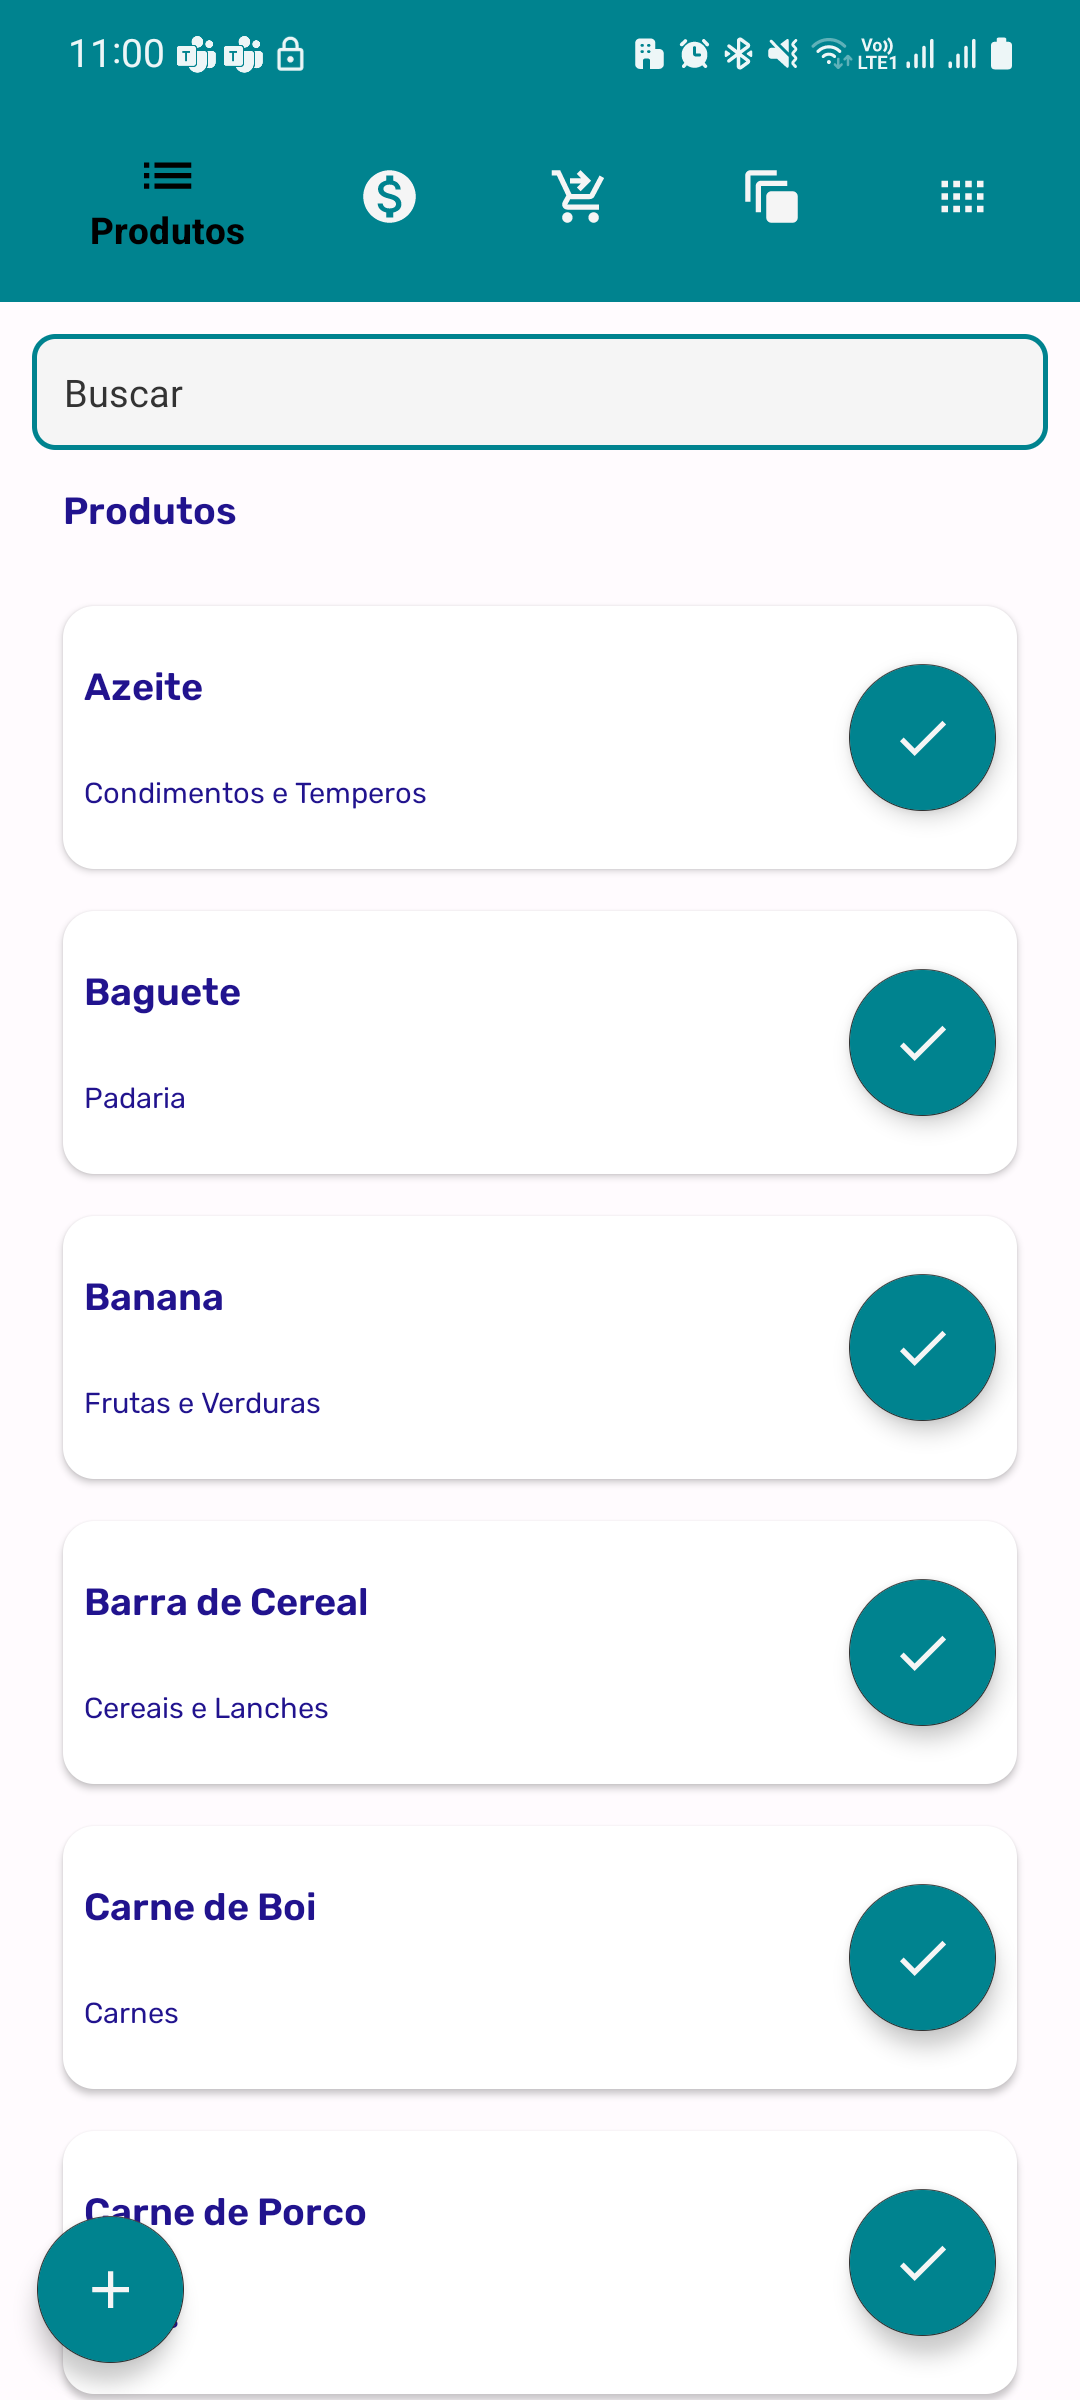 11:00
Vo)) LTE1
Produtos
Buscar
Produtos
Azeite
Condimentos e Temperos
Baguete
Padaria
Banana
Frutas e Verduras
Barra de Cereal
Cereais e Lanches
Carne de Boi
Carnes
Carne de Porco